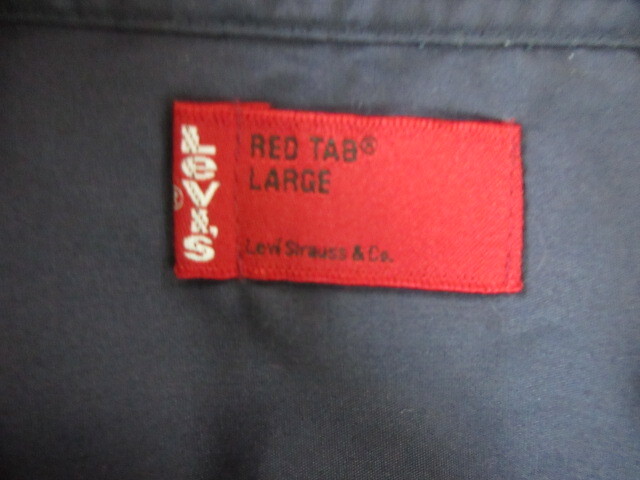 LEVI'S®
RED TAB®
LARGE
Levi Strauss & Co.